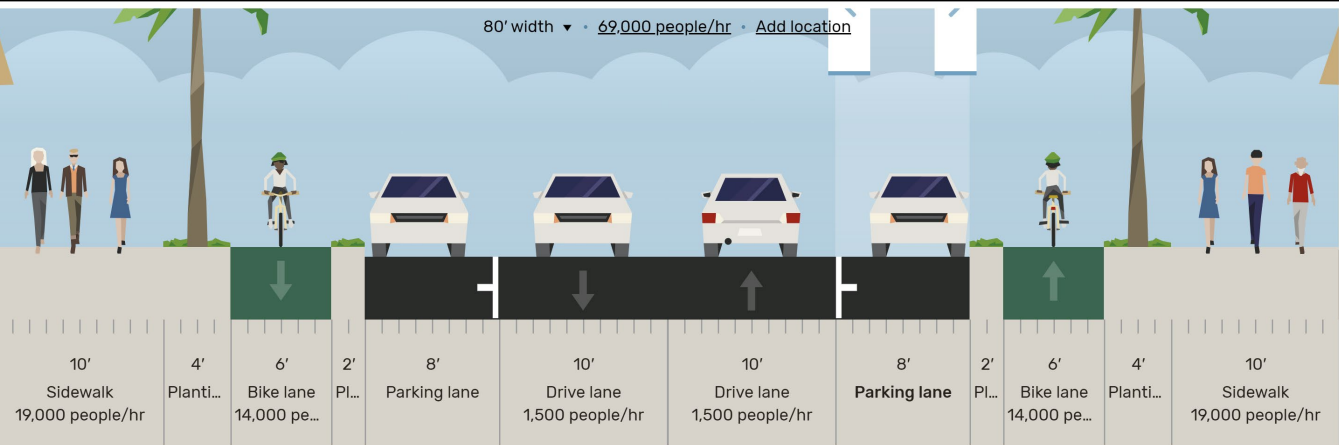 80′ width ▼ • 69,000 people/hr • Add location
10′ 4′ 6′ 2′ 8′ 10′ 10′ 8′ 2′ 6′ 4′ 10′
Sidewalk Planti... Bike lane Pl... Parking lane Drive lane Drive lane Parking lane Pl... Bike lane Planti... Sidewalk
19,000 people/hr 14,000 pe... 1,500 people/hr 1,500 people/hr 14,000 pe... 19,000 people/hr